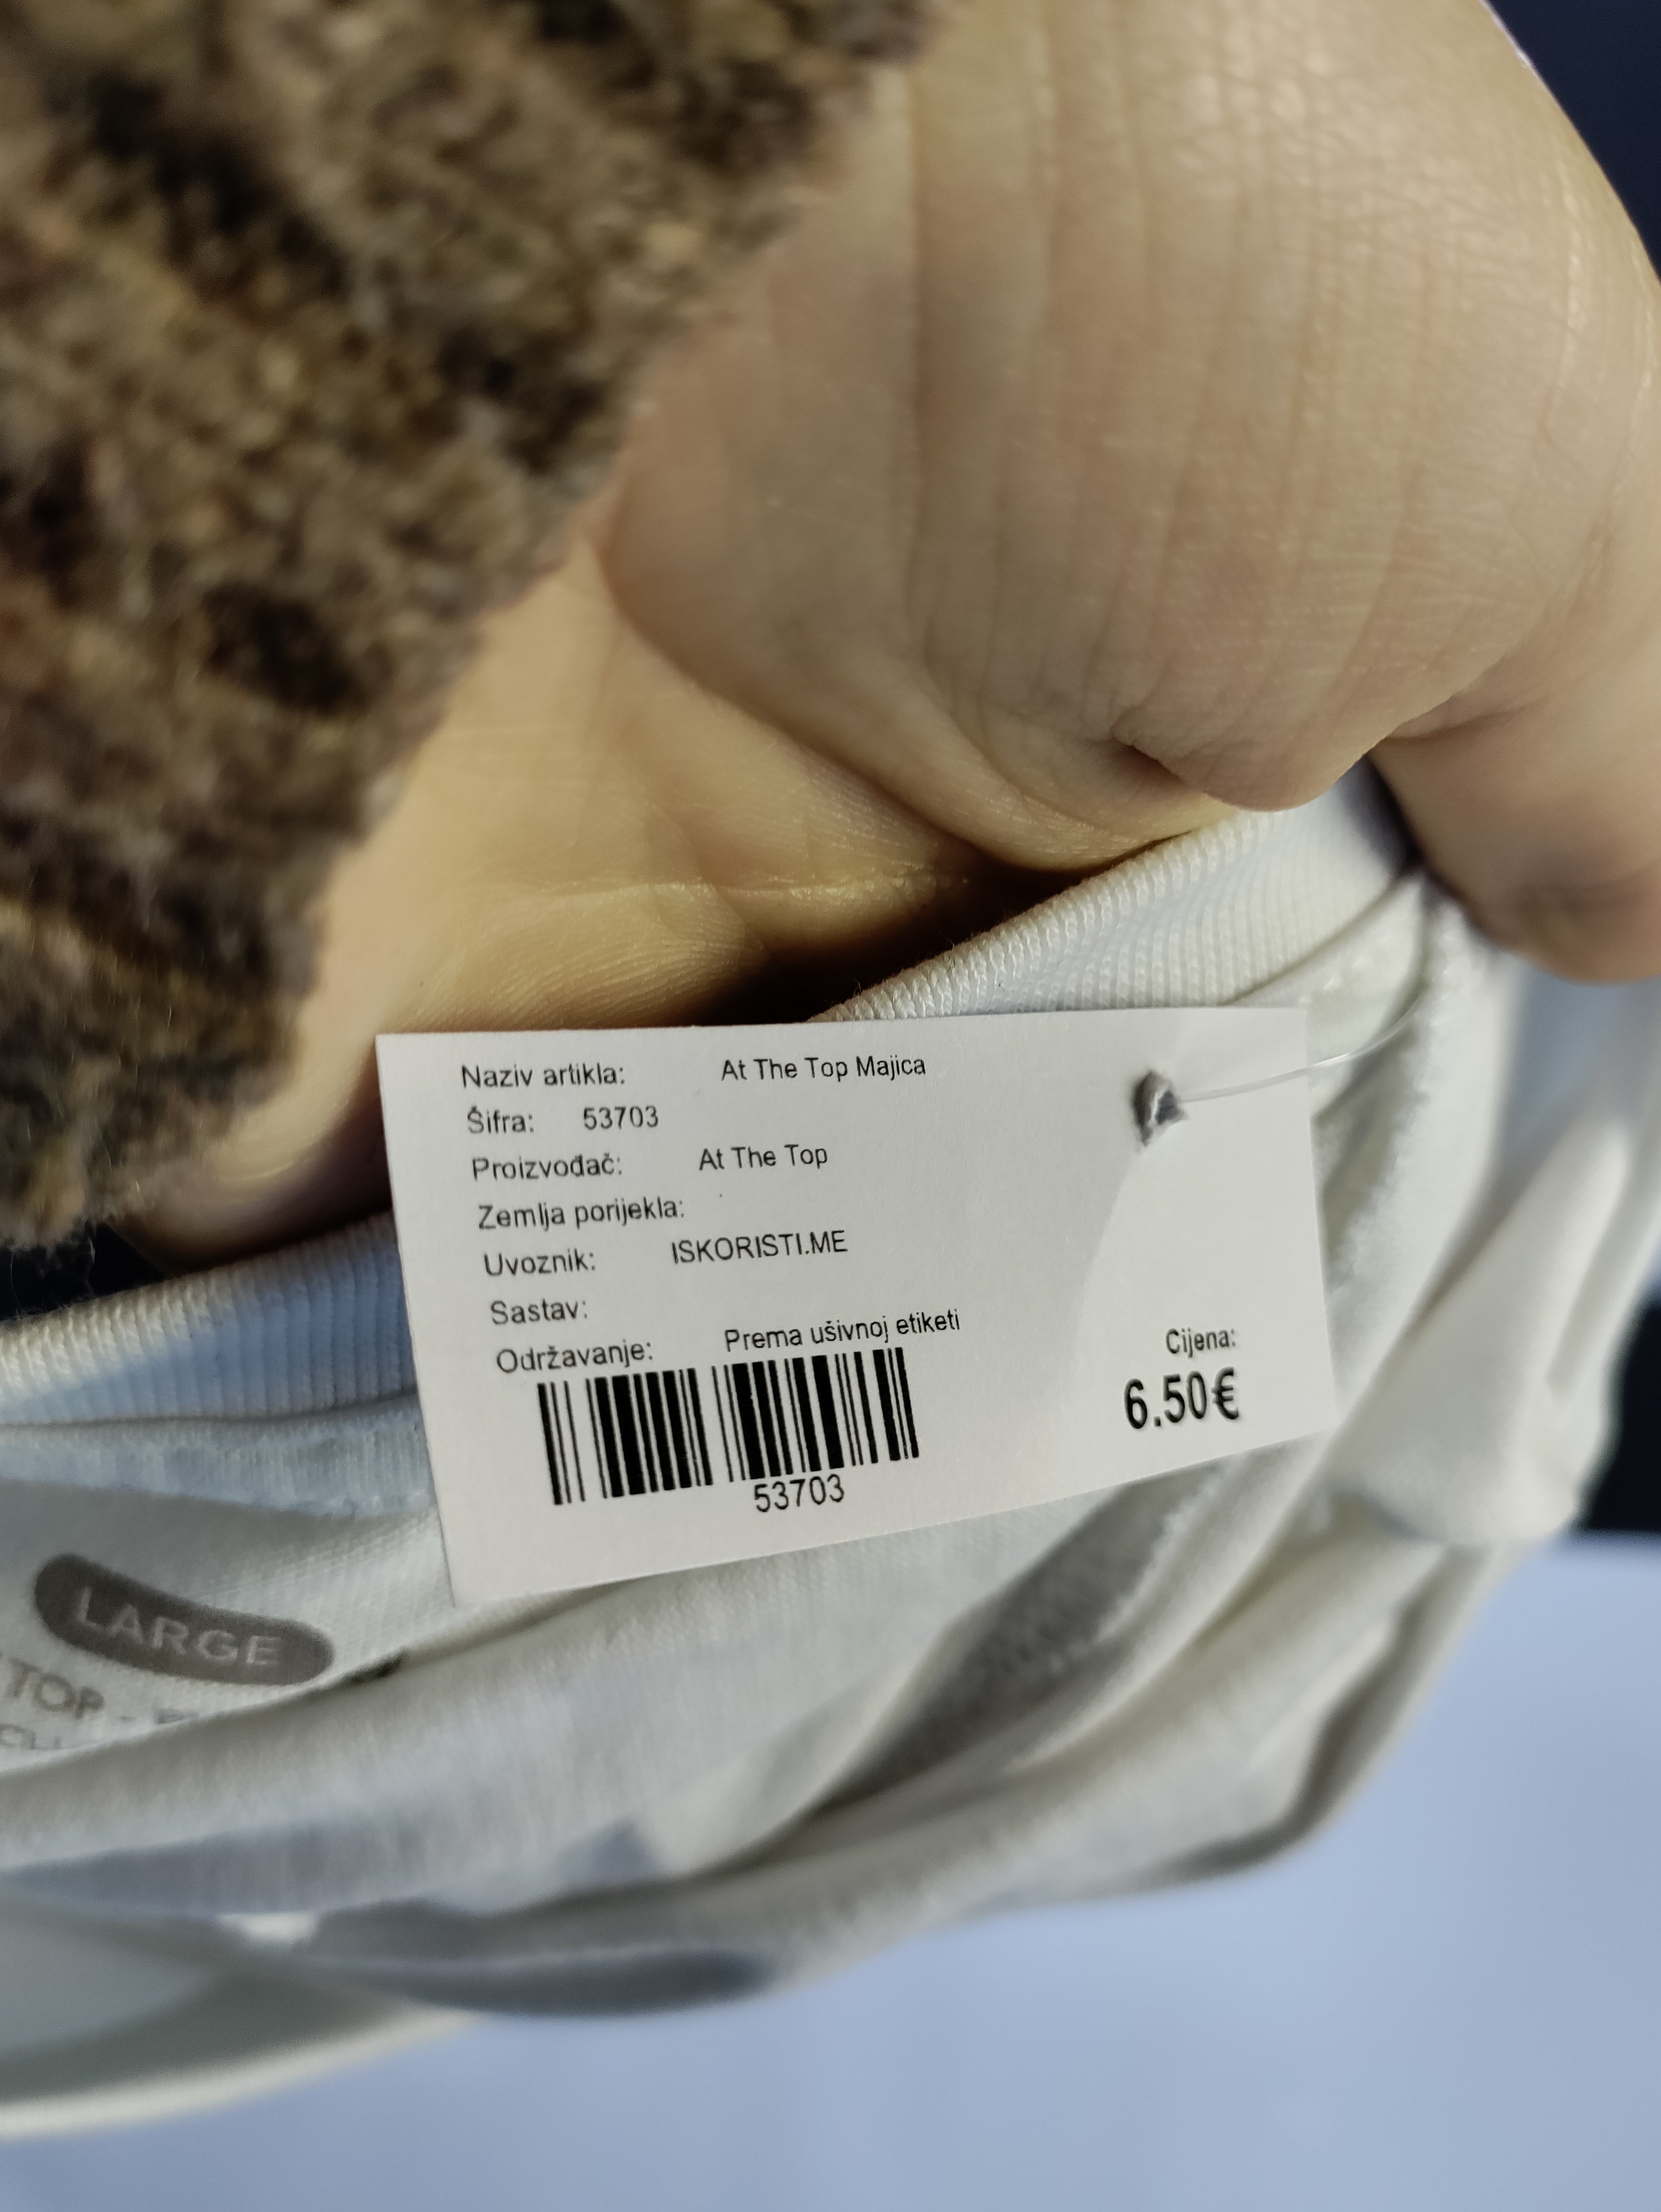 Naziv artikla: At The Top Majica
Šifra: 53703
Proizvođač: At The Top
Zemlja porijekla:
Uvoznik: ISKORISTI.ME
Sastav:
Održavanje: Prema ušivnoj etiketi
Cijena:
6.50€
53703
LARGE
TOP -